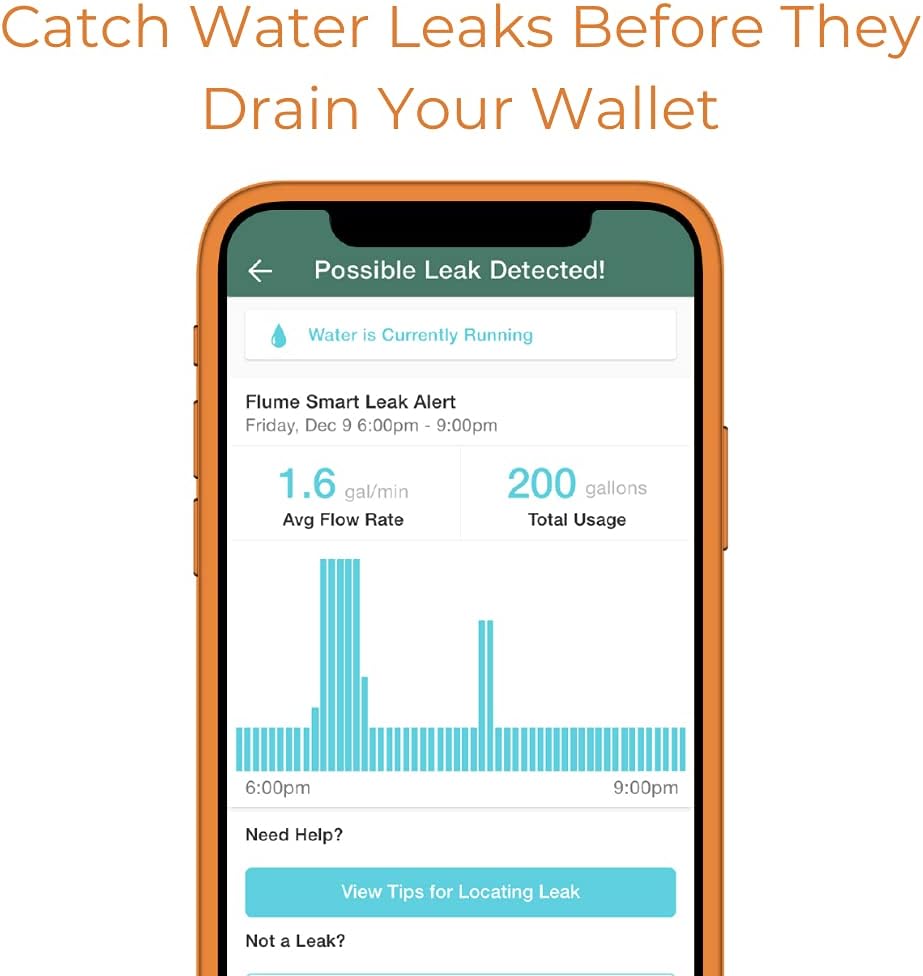 Catch Water Leaks Before They
Drain Your Wallet
Possible Leak Detected!
Water is Currently Running
Flume Smart Leak Alert
Friday, Dec 9 6:00pm - 9:00pm
1.6 gal/min
Avg Flow Rate
200 gallons
Total Usage
6:00pm
9:00pm
Need Help?
View Tips for Locating Leak
Not a Leak?